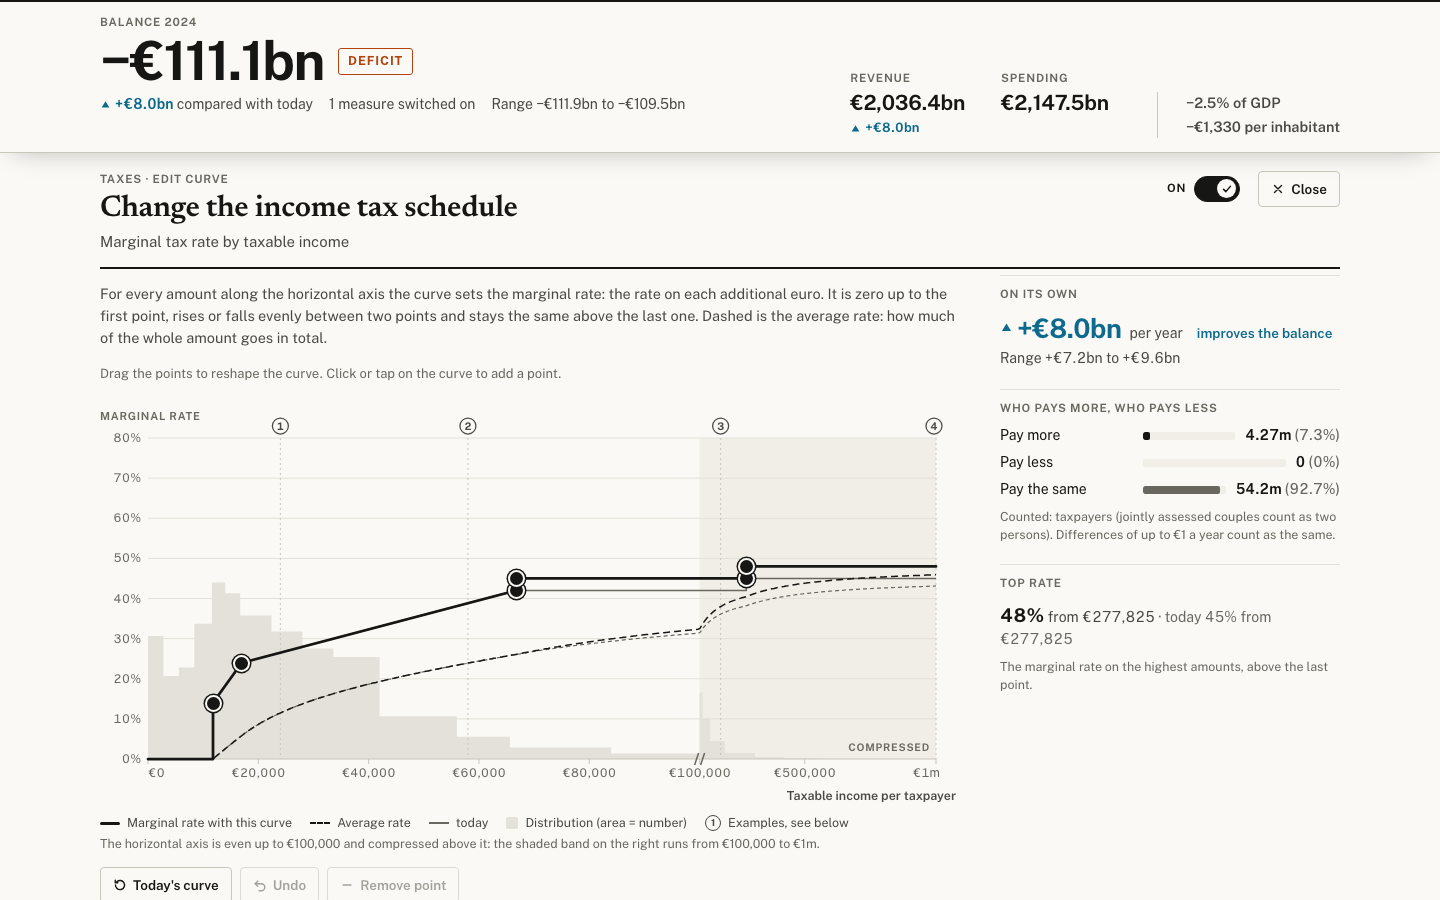 BALANCE 2024
−€111.1bn DEFICIT
▲ +€8.0bn compared with today 1 measure switched on Range −€111.9bn to −€109.5bn
REVENUE
€2,036.4bn
▲ +€8.0bn
SPENDING
€2,147.5bn
−2.5% of GDP
−€1,330 per inhabitant
TAXES · EDIT CURVE
Change the income tax schedule
Marginal tax rate by taxable income
ON
Close
For every amount along the horizontal axis the curve sets the marginal rate: the rate on each additional euro. It is zero up to the
first point, rises or falls evenly between two points and stays the same above the last one. Dashed is the average rate: how much
of the whole amount goes in total.
Drag the points to reshape the curve. Click or tap on the curve to add a point.
MARGINAL RATE
1 2 3 4
80%
70%
60%
50%
40%
30%
20%
10%
0%
COMPRESSED
€0 €20,000 €40,000 €60,000 €80,000 €100,000 €500,000 €1m
Taxable income per taxpayer
Marginal rate with this curve Average rate today Distribution (area = number) 1 Examples, see below
The horizontal axis is even up to €100,000 and compressed above it: the shaded band on the right runs from €100,000 to €1m.
Today's curve Undo Remove point
ON ITS OWN
▲ +€8.0bn per year improves the balance
Range +€7.2bn to +€9.6bn
WHO PAYS MORE, WHO PAYS LESS
Pay more 4.27m (7.3%)
Pay less 0 (0%)
Pay the same 54.2m (92.7%)
Counted: taxpayers (jointly assessed couples count as two
persons). Differences of up to €1 a year count as the same.
TOP RATE
48% from €277,825 · today 45% from
€277,825
The marginal rate on the highest amounts, above the last
point.